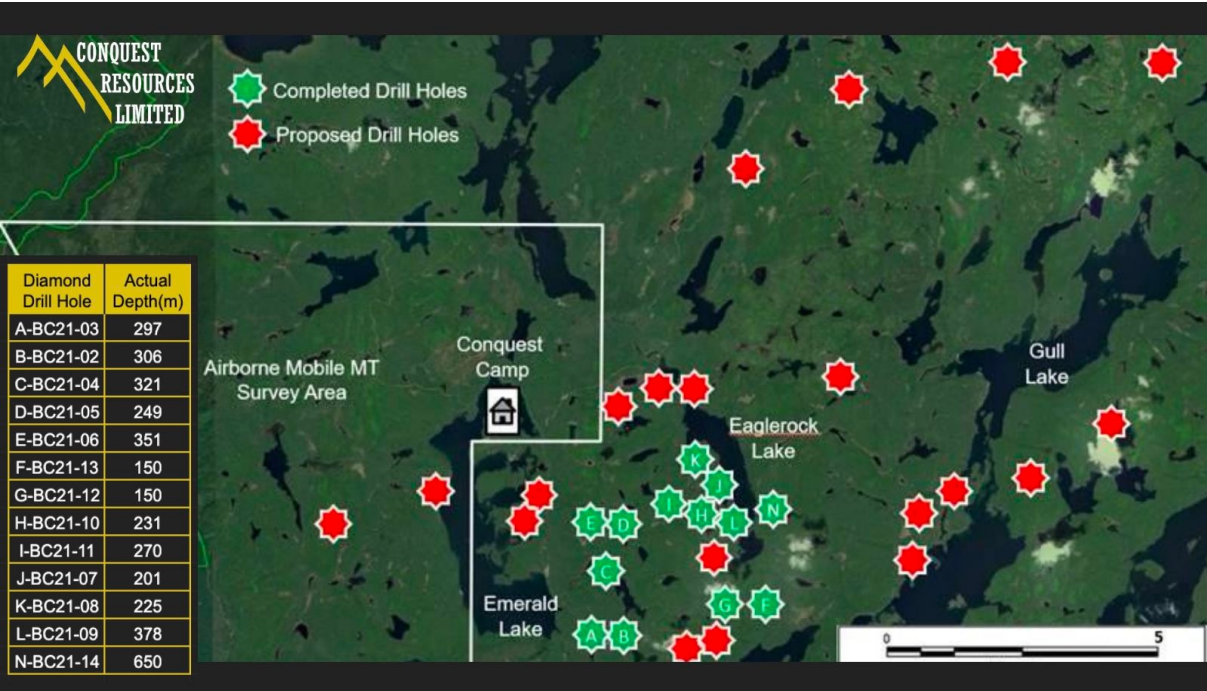 CONQUEST
RESOURCES
LIMITED
Completed Drill Holes
Proposed Drill Holes
Diamond Drill Hole Actual Depth(m)
A-BC21-03 297
B-BC21-02 306
C-BC21-04 321
D-BC21-05 249
E-BC21-06 351
F-BC21-13 150
G-BC21-12 150
H-BC21-10 231
I-BC21-11 270
J-BC21-07 201
K-BC21-08 225
L-BC21-09 378
N-BC21-14 650
Airborne Mobile MT
Survey Area
Conquest
Camp
Gull
Lake
Eaglerock
Lake
K
J
I
H
L
N
E
D
C
G
F
A
B
Emerald
Lake
0 5